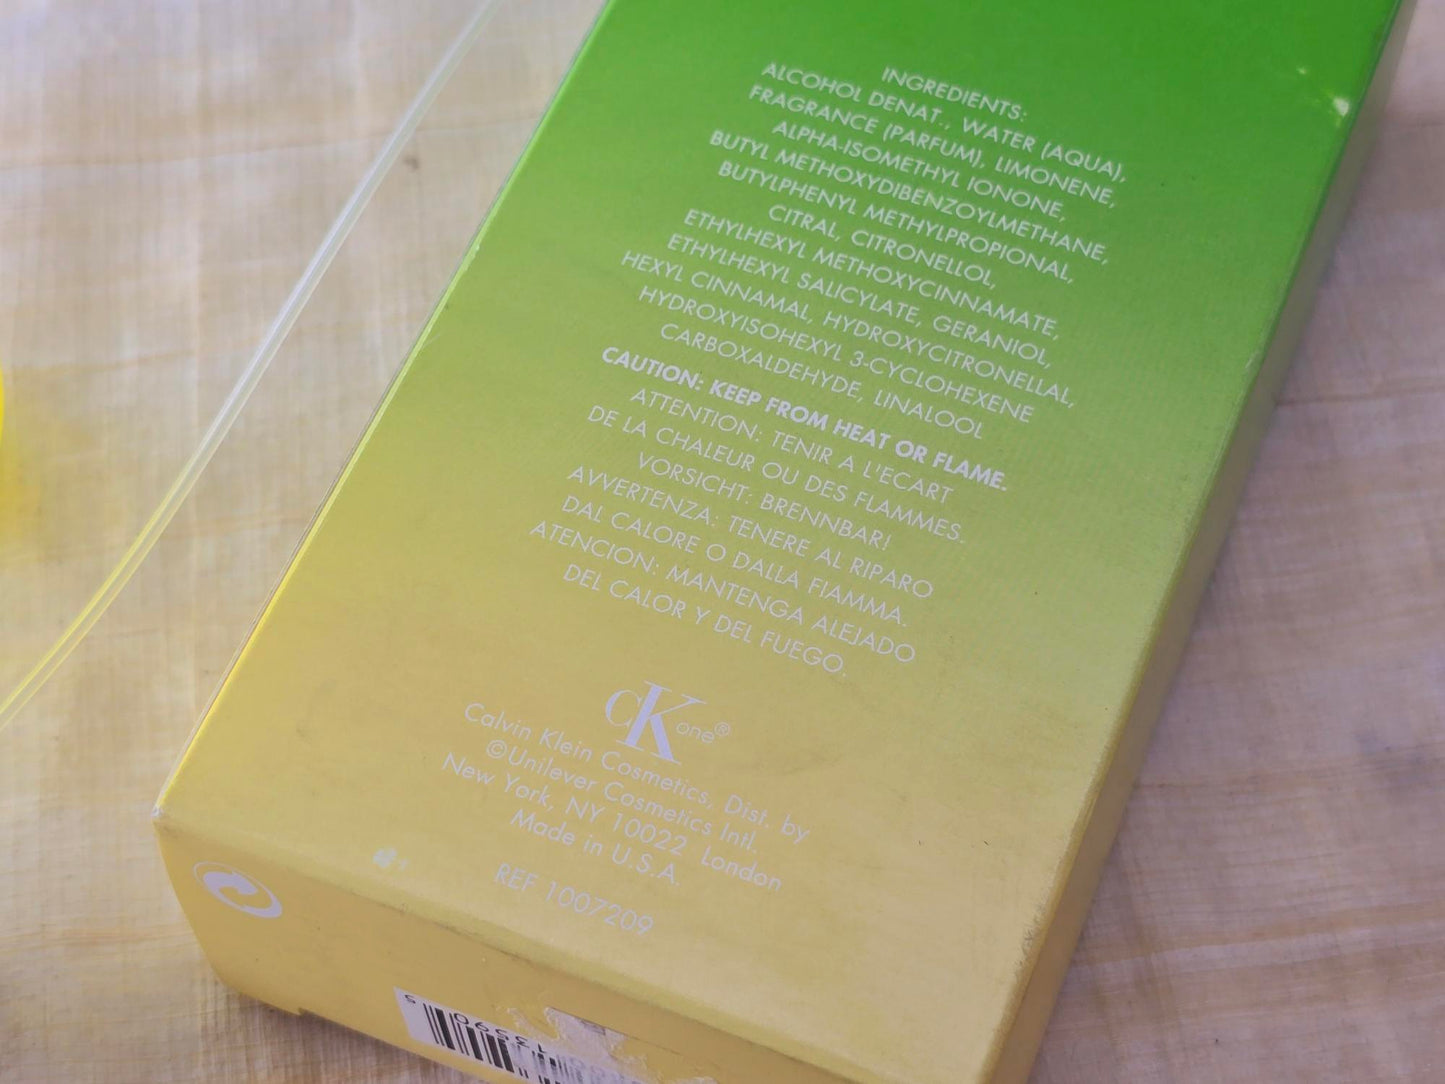 INGREDIENTS:
ALCOHOL DENAT., WATER (AQUA),
FRAGRANCE (PARFUM), LIMONENE,
ALPHA-ISOMETHYL IONONE,
BUTYL METHOXYDIBENZOYLMETHANE,
BUTYLPHENYL METHYLPROPIONAL,
CITRAL, CITRONELLOL,
ETHYLHEXYL METHOXYCINNAMATE,
ETHYLHEXYL SALICYLATE, GERANIOL,
HEXYL CINNAMAL, HYDROXYCITRONELLAL,
HYDROXYISOHEXYL 3-CYCLOHEXENE
CARBOXALDEHYDE, LINALOOL
CAUTION: KEEP FROM HEAT OR FLAME.
ATTENTION: TENIR A L'ECART
DE LA CHALEUR OU DES FLAMMES.
VORSICHT: BRENNBAR!
AVVERTENZA: TENERE AL RIPARO
DAL CALORE O DALLA FIAMMA.
ATENCION: MANTENGA ALEJADO
DEL CALOR Y DEL FUEGO.
cK one®
Calvin Klein Cosmetics, Dist. by
©Unilever Cosmetics Intl.
New York, NY 10022 London
Made in U.S.A.
REF 1007209